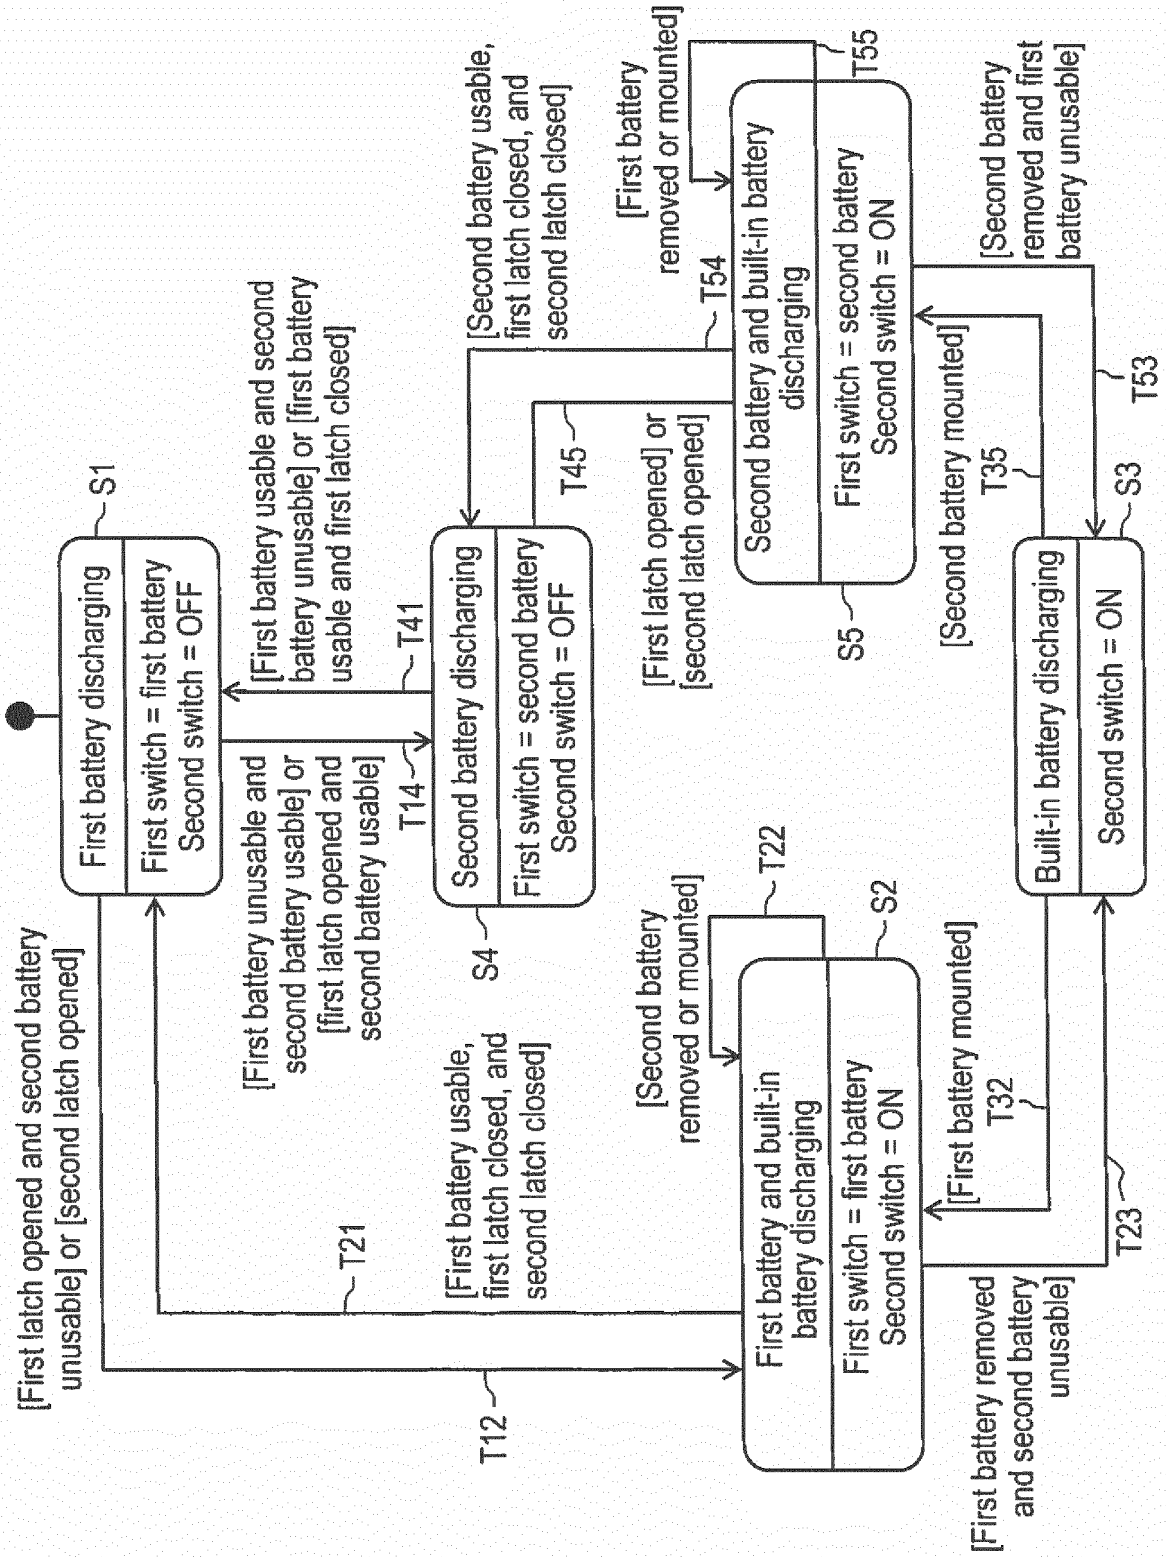 [First latch opened and second battery
unusable] or [second latch opened]
First battery discharging
First switch = first battery
Second switch = OFF
S1
[First battery usable and second
battery unusable] or [first battery
usable and first latch closed]
T41
T14
[First battery unusable and
second battery usable] or
[first latch opened and
second battery usable]
Second battery discharging
First switch = second battery
Second switch = OFF
S4
T12
T21
[First battery usable,
first latch closed, and
second latch closed]
[Second battery usable,
first latch closed, and
second latch closed]
T54
T45
[First latch opened] or
[second latch opened]
[First battery
removed or mounted]
T55
Second battery and built-in battery
discharging
First switch = second battery
Second switch = ON
S5
[Second battery
removed or mounted]
T22
First battery and built-in
battery discharging
First switch = first battery
Second switch = ON
S2
[First battery mounted]
T32
T23
[First battery removed
and second battery
unusable]
Built-in battery discharging
Second switch = ON
S3
[Second battery mounted]
T35
T53
[Second battery
removed and first
battery unusable]